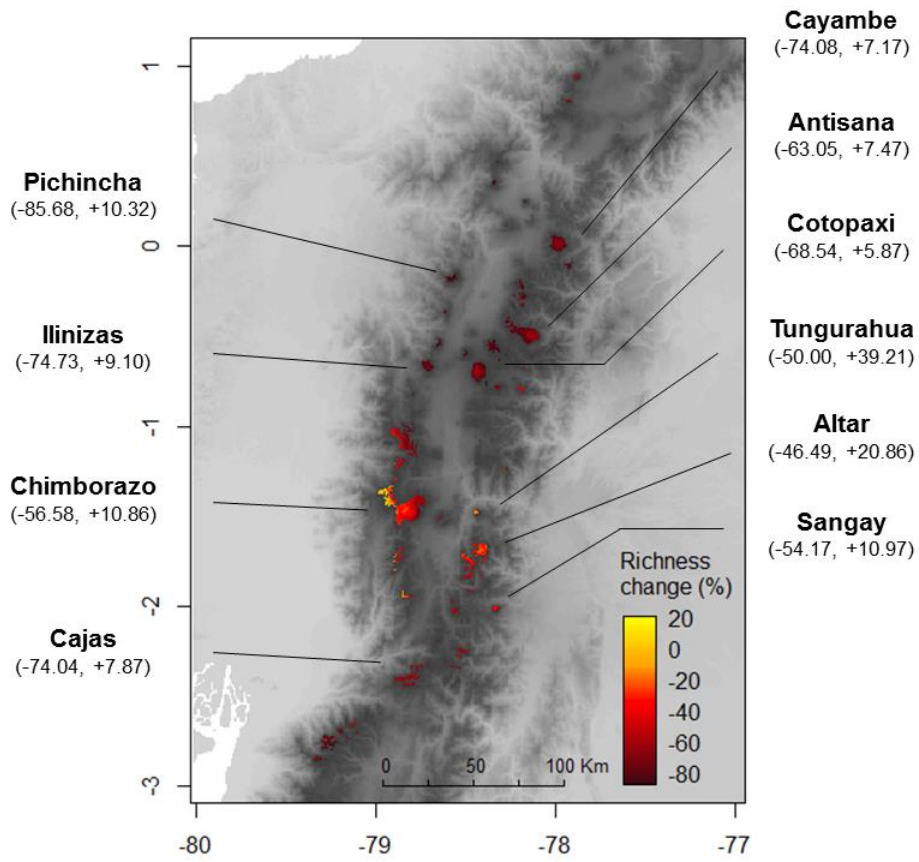 Cayambe
(-74.08, +7.17)
Antisana
(-63.05, +7.47)
Pichincha
(-85.68, +10.32)
Cotopaxi
(-68.54, +5.87)
Ilinizas
(-74.73, +9.10)
Tungurahua
(-50.00, +39.21)
Altar
(-46.49, +20.86)
Chimborazo
(-56.58, +10.86)
Sangay
(-54.17, +10.97)
Cajas
(-74.04, +7.87)
1
0
-1
-2
-3
Richness
change (%)
20
0
-20
-40
-60
-80
0 50 100 Km
-80 -79 -78 -77